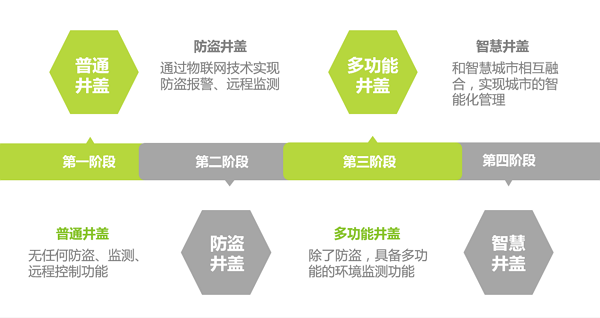 普通
井盖
防盗井盖
通过物联网技术实现
防盗报警、远程监测
多功能
井盖
智慧井盖
和智慧城市相互融
合，实现城市的智
能化管理
第一阶段
第二阶段
第三阶段
第四阶段
普通井盖
无任何防盗、监测、
远程控制功能
防盗
井盖
多功能井盖
除了防盗，具备多功
能的环境监测功能
智慧
井盖